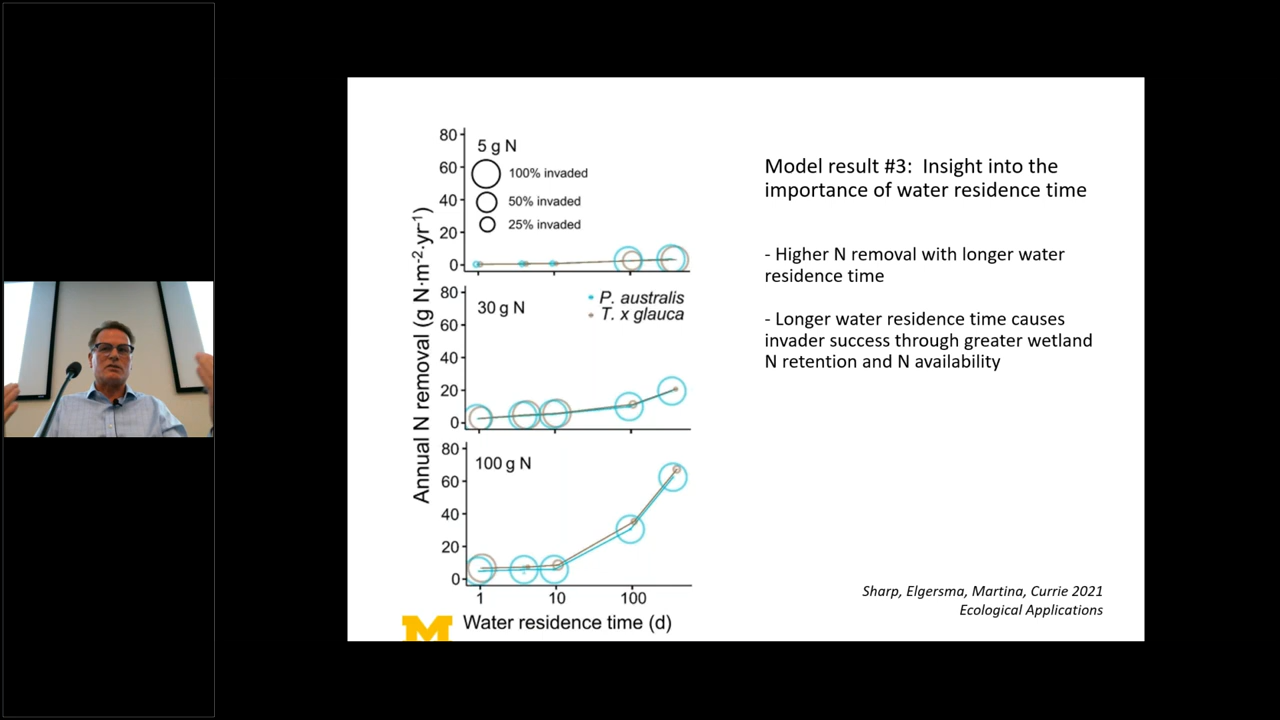 Annual N removal (g N·m-2·yr-1)
80
60
40
20
0
5 g N
100% invaded
50% invaded
25% invaded
80
60
40
20
0
30 g N
P. australis
T. x glauca
80
60
40
20
0
100 g N
1
10
100
Water residence time (d)
M
Model result #3: Insight into the
importance of water residence time
- Higher N removal with longer water
residence time
- Longer water residence time causes
invader success through greater wetland
N retention and N availability
Sharp, Elgersma, Martina, Currie 2021
Ecological Applications